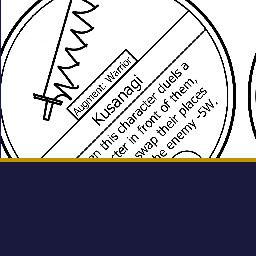 Augment: Warrior
Kusanagi
this character duels a
in front of them,
swap their places
the enemy -5W.